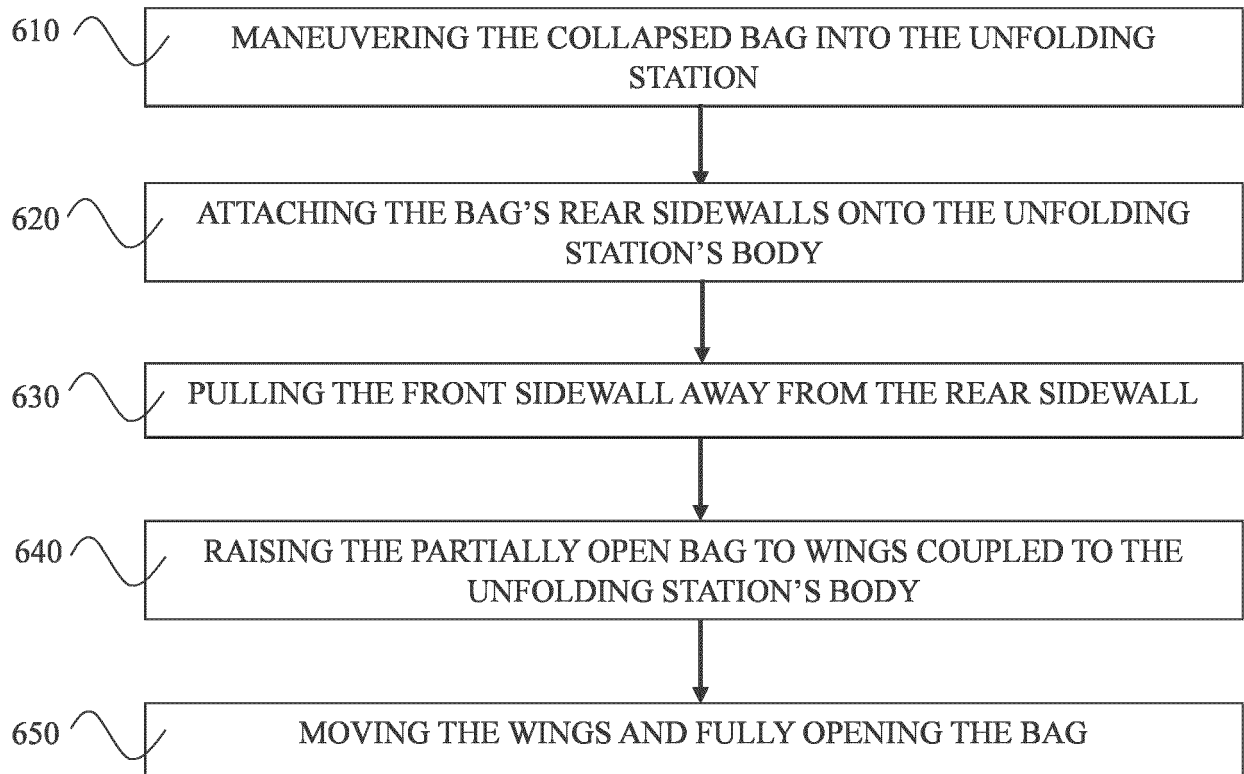 610
MANEUVERING THE COLLAPSED BAG INTO THE UNFOLDING
STATION
620
ATTACHING THE BAG'S REAR SIDEWALLS ONTO THE UNFOLDING
STATION'S BODY
630
PULLING THE FRONT SIDEWALL AWAY FROM THE REAR SIDEWALL
640
RAISING THE PARTIALLY OPEN BAG TO WINGS COUPLED TO THE
UNFOLDING STATION'S BODY
650
MOVING THE WINGS AND FULLY OPENING THE BAG